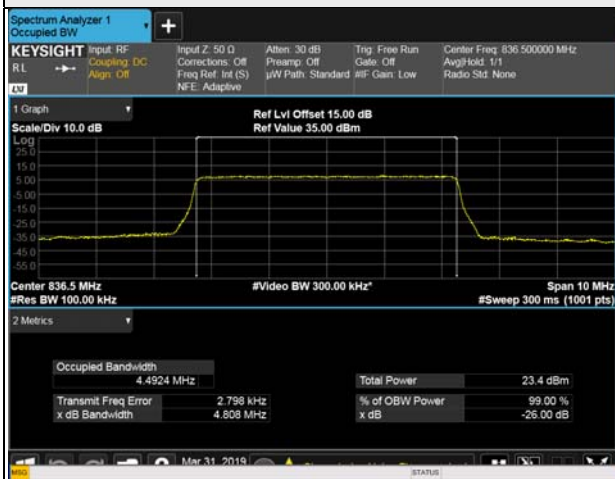 Spectrum Analyzer 1
Occupied BW
KEYSIGHT
RL
LXI
Input: RF
Coupling: DC
Align: Off
Input Z: 50 Ω
Corrections: Off
Freq Ref: Int (S)
NFE: Adaptive
Atten: 30 dB
Preamp: Off
µW Path: Standard
Trig: Free Run
Gate: Off
#IF Gain: Low
Center Freq: 836.500000 MHz
Avg|Hold: 1/1
Radio Std: None
1 Graph
Scale/Div 10.0 dB
Ref Lvl Offset 15.00 dB
Ref Value 35.00 dBm
Log
25.0
15.0
5.00
-5.00
-15.0
-25.0
-35.0
-45.0
-55.0
Center 836.5 MHz
#Res BW 100.00 kHz
#Video BW 300.00 kHz*
Span 10 MHz
#Sweep 300 ms (1001 pts)
2 Metrics
Occupied Bandwidth
4.4924 MHz
Transmit Freq Error 2.798 kHz
x dB Bandwidth 4.808 MHz
Total Power 23.4 dBm
% of OBW Power 99.00 %
x dB -26.00 dB
Mar 31, 2019
MSG
STATUS